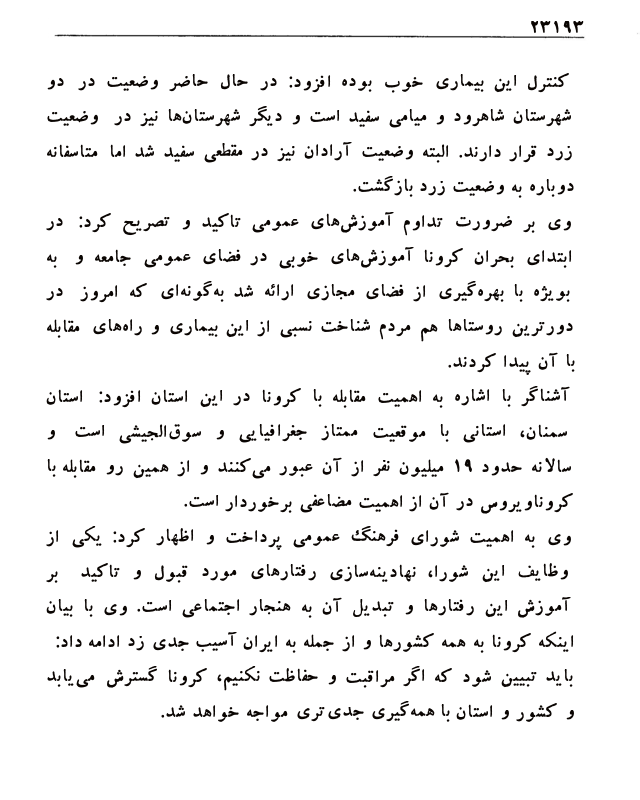 ۲۳۱۹۳
کنترل این بیماری خوب بوده افزود: در حال حاضر وضعیت در دو
شهرستان شاهرود و میامی سفید است و دیگر شهرستان‌ها نیز در وضعیت
زرد قرار دارند. البته وضعیت آرادان نیز در مقطعی سفید شد اما متاسفانه
دوباره به وضعیت زرد بازگشت.
وی بر ضرورت تداوم آموزش‌های عمومی تاکید و تصریح کرد: در
ابتدای بحران کرونا آموزش‌های خوبی در فضای عمومی جامعه و به
بویژه با بهره‌گیری از فضای مجازی ارائه شد به‌گونه‌ای که امروز در
دورترین روستاها هم مردم شناخت نسبی از این بیماری و راه‌های مقابله
با آن پیدا کردند.
آشناگر با اشاره به اهمیت مقابله با کرونا در این استان افزود: استان
سمنان، استانی با موقعیت ممتاز جغرافیایی و سوق‌الجیشی است و
سالانه حدود ۱۹ میلیون نفر از آن عبور می‌کنند و از همین رو مقابله با
کروناویروس در آن از اهمیت مضاعفی برخوردار است.
وی به اهمیت شورای فرهنگ عمومی پرداخت و اظهار کرد: یکی از
وظایف این شورا، نهادینه‌سازی رفتارهای مورد قبول و تاکید بر
آموزش این رفتارها و تبدیل آن به هنجار اجتماعی است. وی با بیان
اینکه کرونا به همه کشورها و از جمله به ایران آسیب جدی زد ادامه داد:
باید تبیین شود که اگر مراقبت و حفاظت نکنیم، کرونا گسترش می‌یابد
و کشور و استان با همه‌گیری جدی‌تری مواجه خواهد شد.